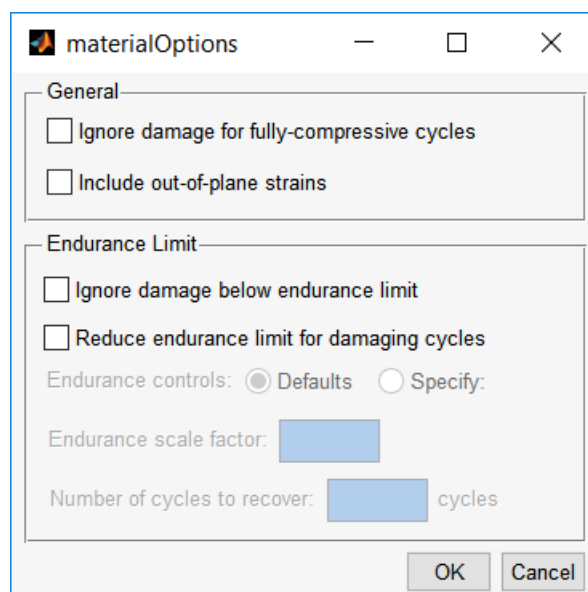 materialOptions
General
Ignore damage for fully-compressive cycles
Include out-of-plane strains
Endurance Limit
Ignore damage below endurance limit
Reduce endurance limit for damaging cycles
Endurance controls: Defaults Specify:
Endurance scale factor:
Number of cycles to recover: cycles
OK Cancel